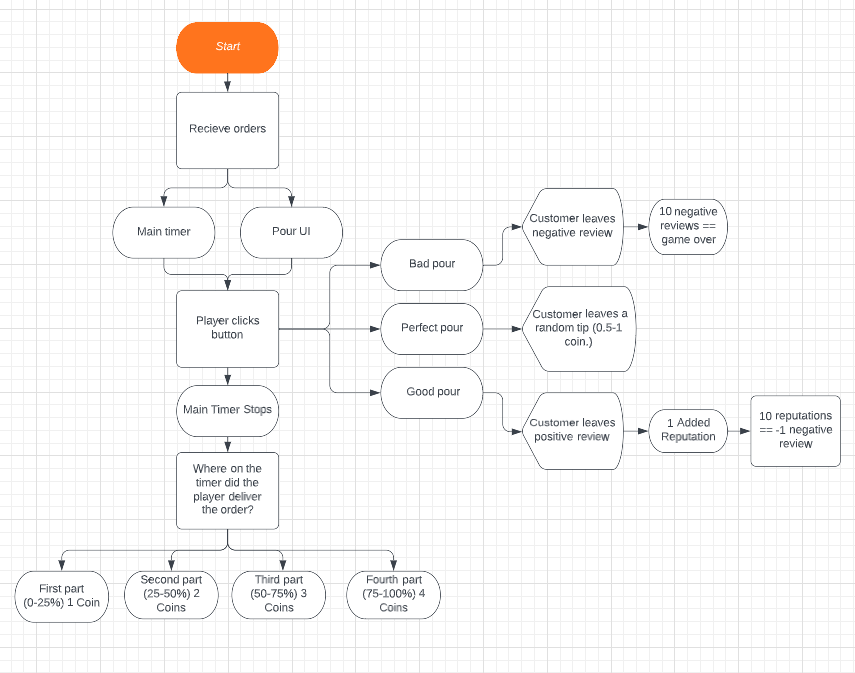 Start
Recieve orders
Main timer
Pour UI
Player clicks
button
Main Timer Stops
Where on the
timer did the
player deliver
the order?
First part
(0-25%) 1 Coin
Second part
(25-50%) 2
Coins
Third part
(50-75%) 3
Coins
Fourth part
(75-100%) 4
Coins
Bad pour
Customer leaves
negative review
10 negative
reviews ==
game over
Perfect pour
Customer leaves a
random tip (0.5-1
coin.)
Good pour
Customer leaves
positive review
1 Added
Reputation
10 reputations
== -1 negative
review